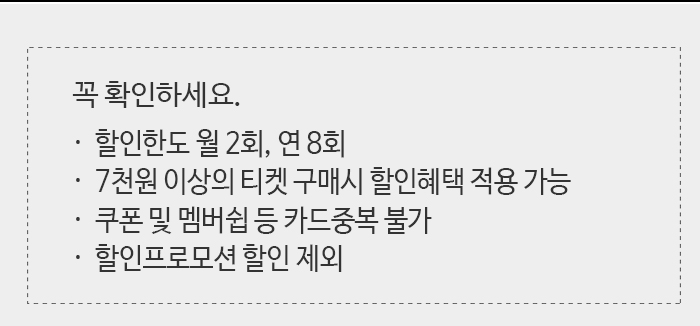 꼭 확인하세요.
· 할인한도 월 2회, 연 8회
· 7천원 이상의 티켓 구매시 할인혜택 적용 가능
· 쿠폰 및 멤버쉽 등 카드중복 불가
· 할인프로모션 할인 제외